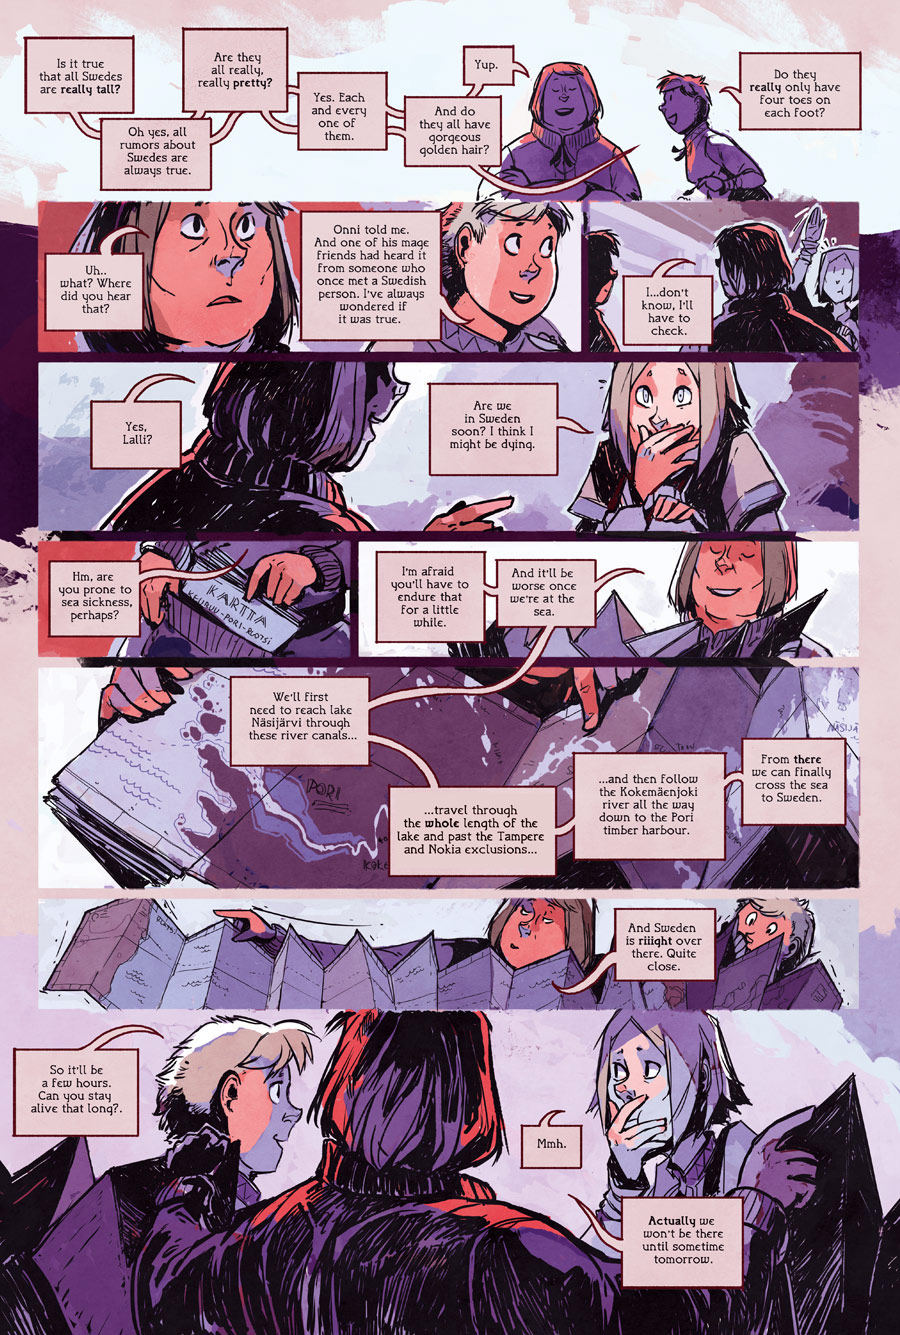 Is it true
that all Swedes
are really tall?
Oh yes, all
rumors about
Swedes are
always true.
Are they
all really,
really pretty?
Yes. Each
and every
one of
them.
And do
they all have
gorgeous
golden hair?
Yup.
Do they
really only have
four toes on
each foot?
Uh..
what? Where
did you hear
that?
Onni told me.
And one of his mage
friends had heard it
from someone who
once met a Swedish
person. I've always
wondered if
it was true.
I...don't
know, I'll
have to
check.
Yes,
Lalli?
Are we
in Sweden
soon? I think I
might be dying.
Hm, are
you prone to
sea sickness,
perhaps?
KARTTA
KEURUU-PORI-RUOTSI
I'm afraid
you'll have to
endure that
for a little
while.
And it'll be
worse once
we're at the
sea.
We'll first
need to reach lake
Näsijärvi through
these river canals...
...travel through
the whole length of the
lake and past the Tampere
and Nokia exclusions...
...and then follow
the Kokemäenjoki
river all the way
down to the Pori
timber harbour.
From there
we can finally
cross the sea
to Sweden.
PORI
KOKE
NÄSIJÄ
And Sweden
is riiight over
there. Quite
close.
So it'll be
a few hours.
Can you stay
alive that long?.
Mmh.
Actually we
won't be there
until sometime
tomorrow.